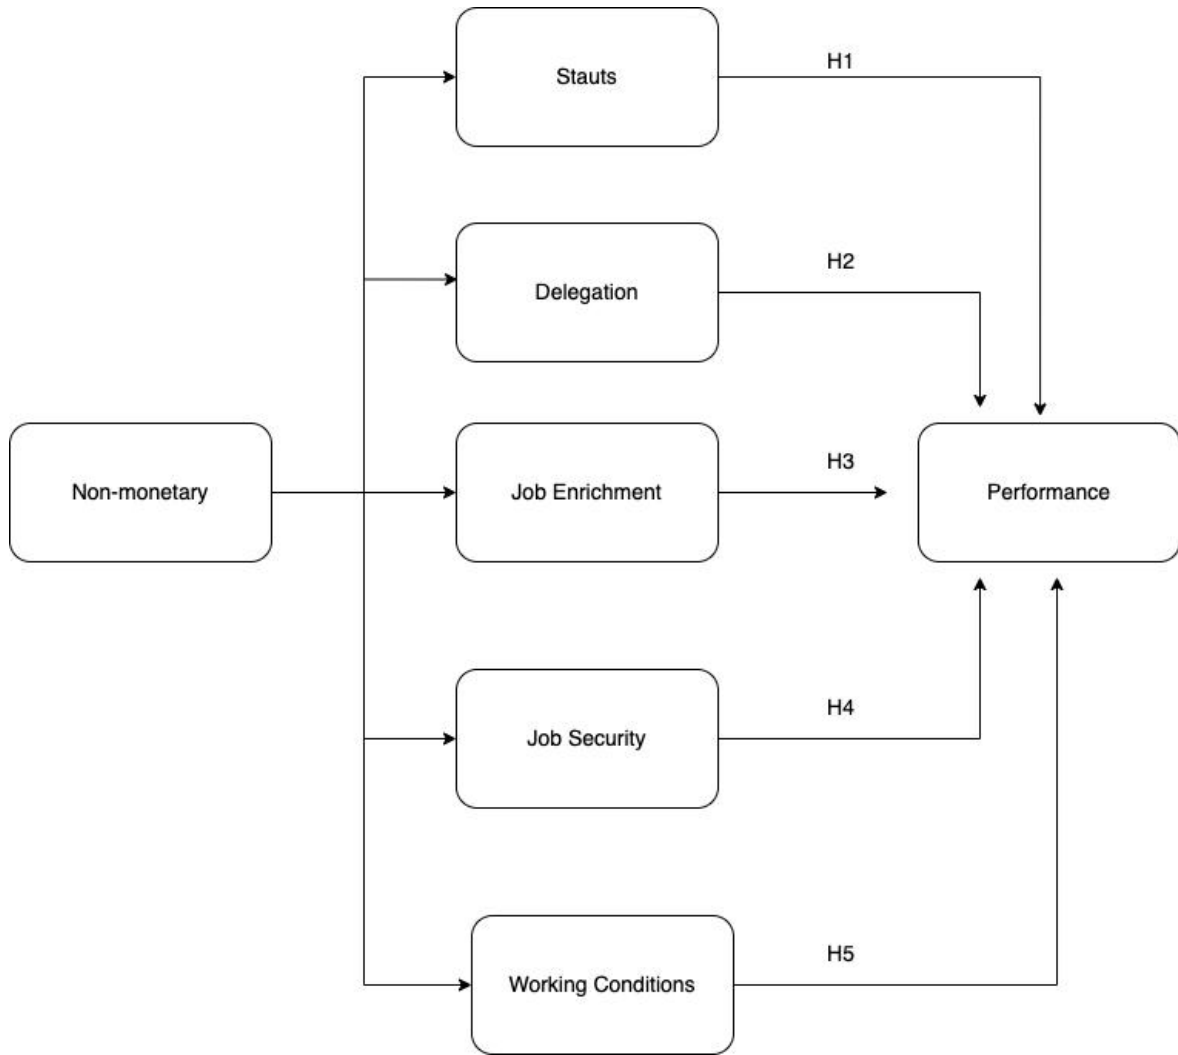 Stauts
H1
Delegation
H2
Non-monetary
Job Enrichment
H3
Performance
Job Security
H4
Working Conditions
H5